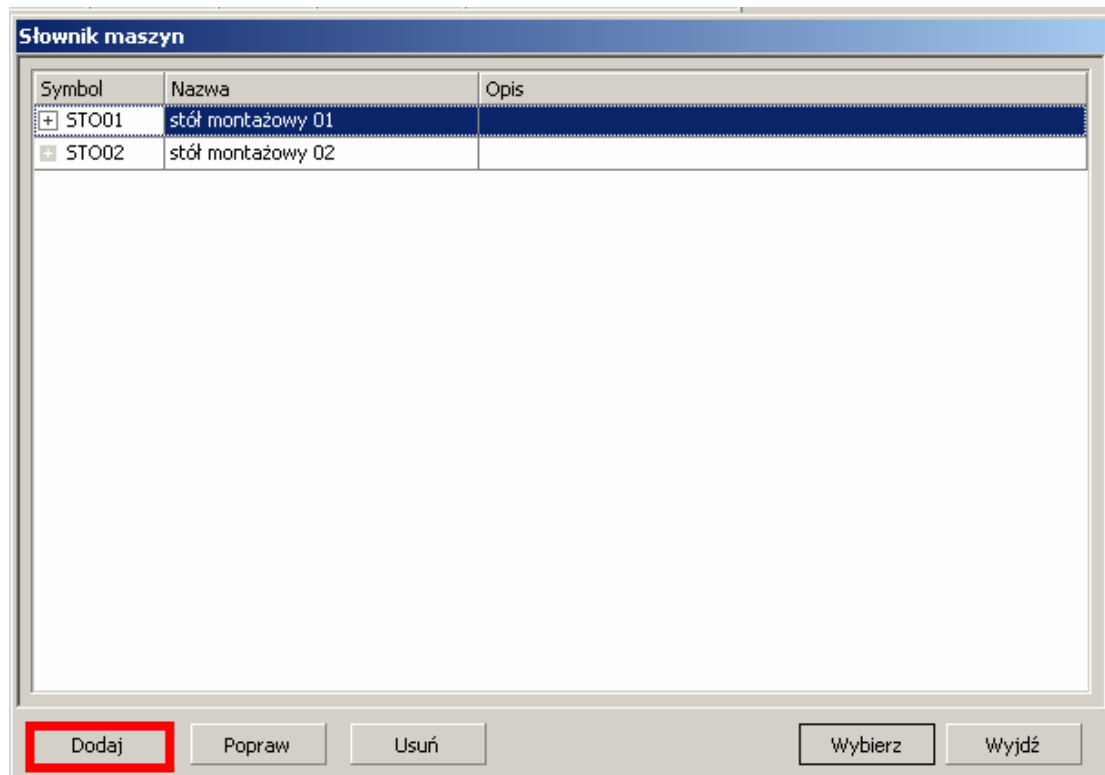 Słownik maszyn
Symbol Nazwa Opis
STO01 stół montażowy 01
STO02 stół montażowy 02
Dodaj Popraw Usuń Wybierz Wyjdź